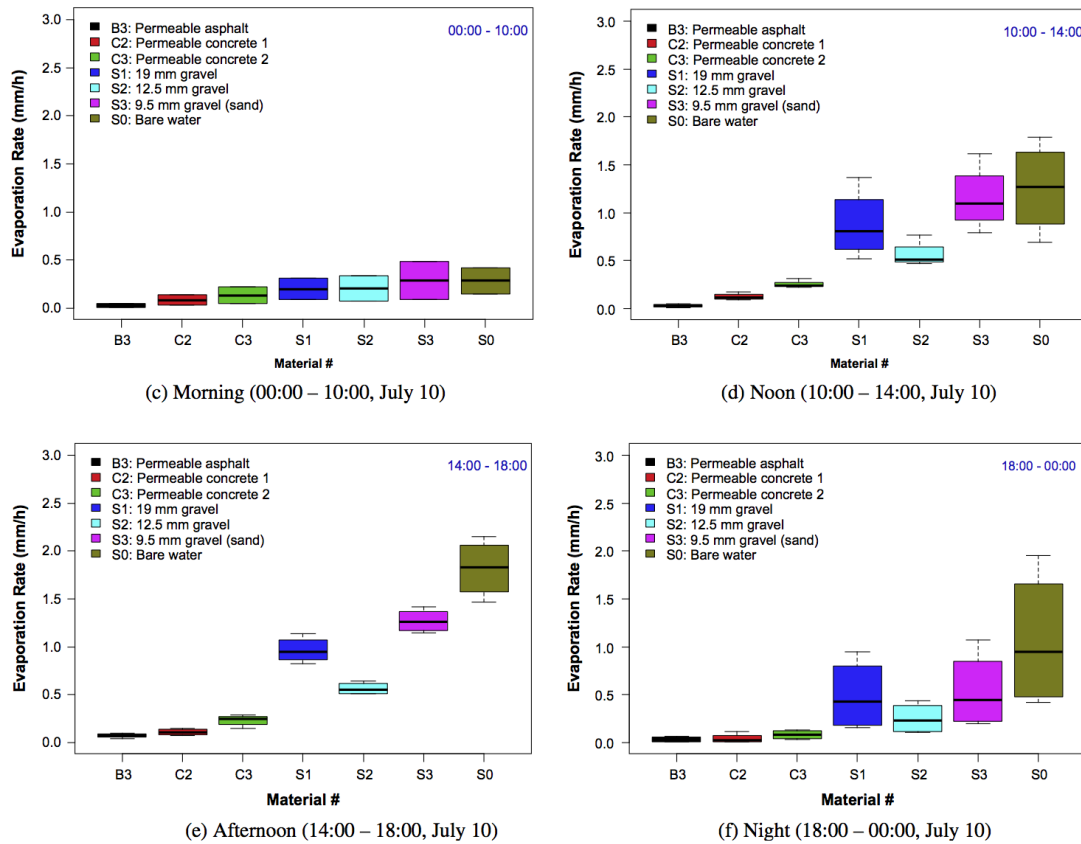 3.0
2.5
2.0
1.5
1.0
0.5
0.0
Evaporation Rate (mm/h)
B3: Permeable asphalt
C2: Permeable concrete 1
C3: Permeable concrete 2
S1: 19 mm gravel
S2: 12.5 mm gravel
S3: 9.5 mm gravel (sand)
S0: Bare water
00:00 - 10:00
B3 C2 C3 S1 S2 S3 S0
Material #
(c) Morning (00:00 – 10:00, July 10)
3.0
2.5
2.0
1.5
1.0
0.5
0.0
Evaporation Rate (mm/h)
B3: Permeable asphalt
C2: Permeable concrete 1
C3: Permeable concrete 2
S1: 19 mm gravel
S2: 12.5 mm gravel
S3: 9.5 mm gravel (sand)
S0: Bare water
10:00 - 14:00
B3 C2 C3 S1 S2 S3 S0
Material #
(d) Noon (10:00 – 14:00, July 10)
3.0
2.5
2.0
1.5
1.0
0.5
0.0
Evaporation Rate (mm/h)
B3: Permeable asphalt
C2: Permeable concrete 1
C3: Permeable concrete 2
S1: 19 mm gravel
S2: 12.5 mm gravel
S3: 9.5 mm gravel (sand)
S0: Bare water
14:00 - 18:00
B3 C2 C3 S1 S2 S3 S0
Material #
(e) Afternoon (14:00 – 18:00, July 10)
3.0
2.5
2.0
1.5
1.0
0.5
0.0
Evaporation Rate (mm/h)
B3: Permeable asphalt
C2: Permeable concrete 1
C3: Permeable concrete 2
S1: 19 mm gravel
S2: 12.5 mm gravel
S3: 9.5 mm gravel (sand)
S0: Bare water
18:00 - 00:00
B3 C2 C3 S1 S2 S3 S0
Material #
(f) Night (18:00 – 00:00, July 10)